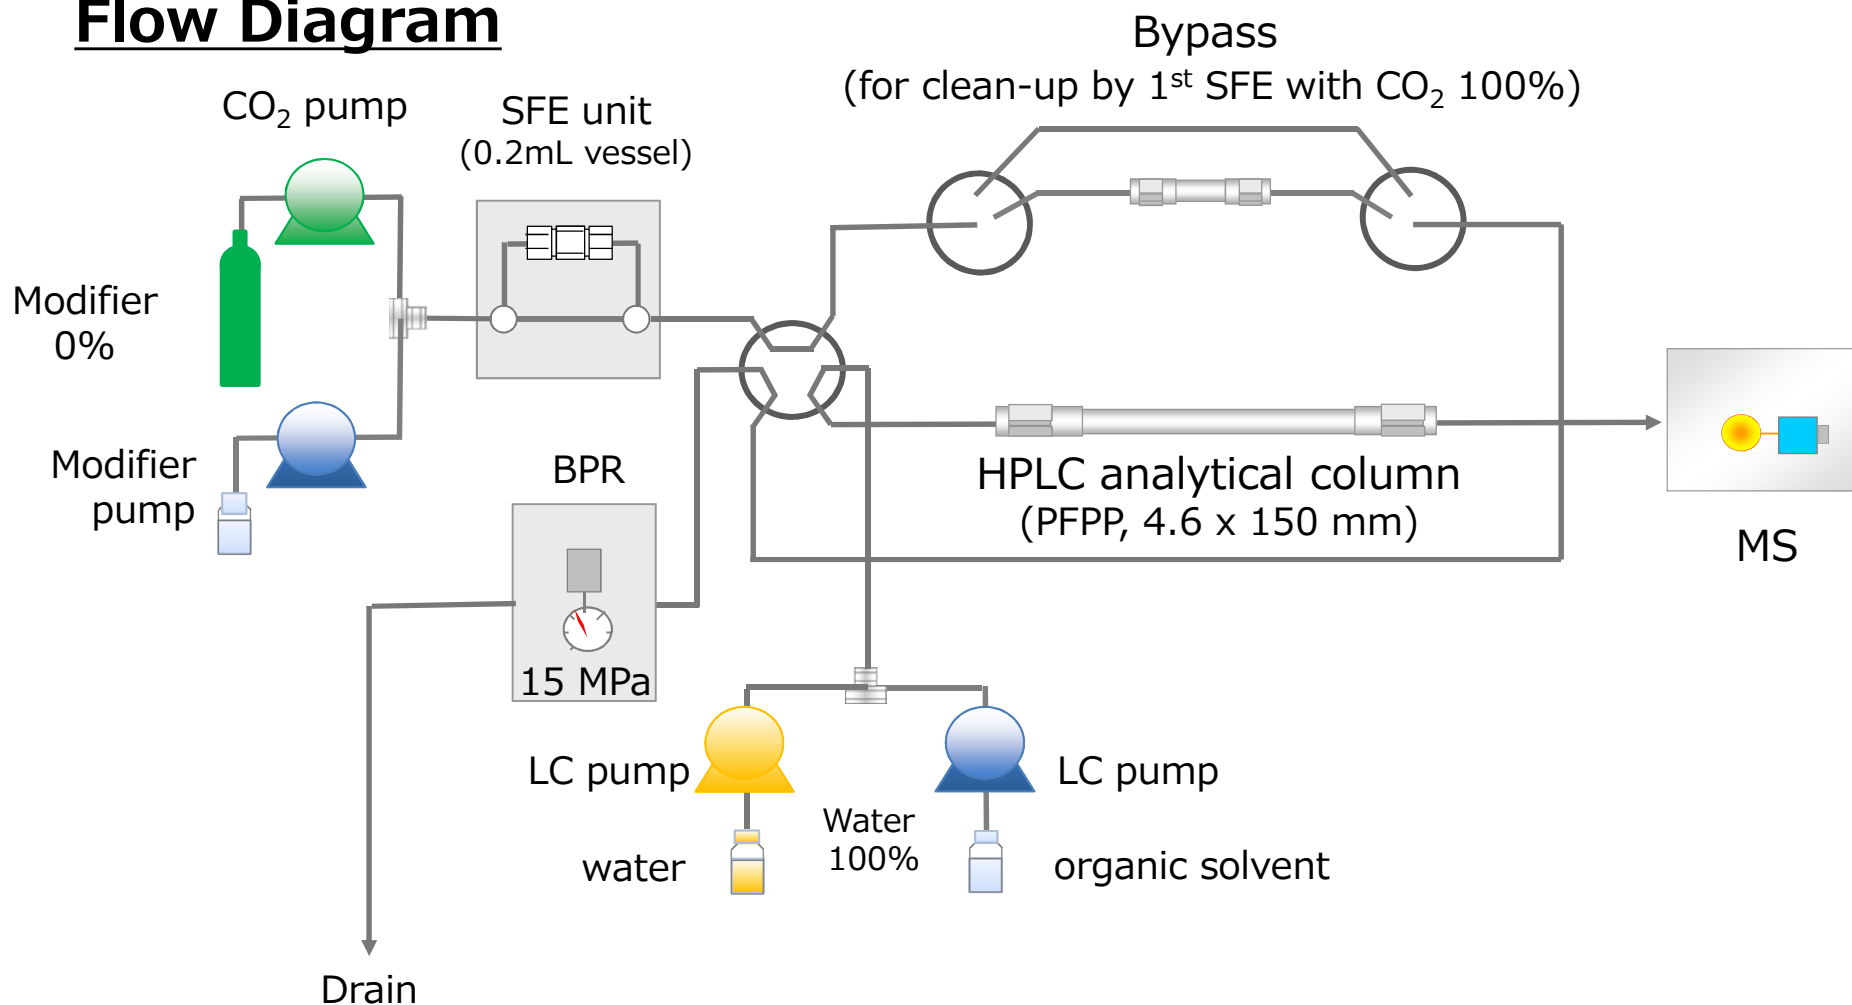 Flow Diagram
Bypass
(for clean-up by 1st SFE with CO2 100%)
CO2 pump
SFE unit
(0.2mL vessel)
Modifier
0%
Modifier
pump
BPR
15 MPa
HPLC analytical column
(PFPP, 4.6 x 150 mm)
MS
LC pump
LC pump
Water
100%
water
organic solvent
Drain